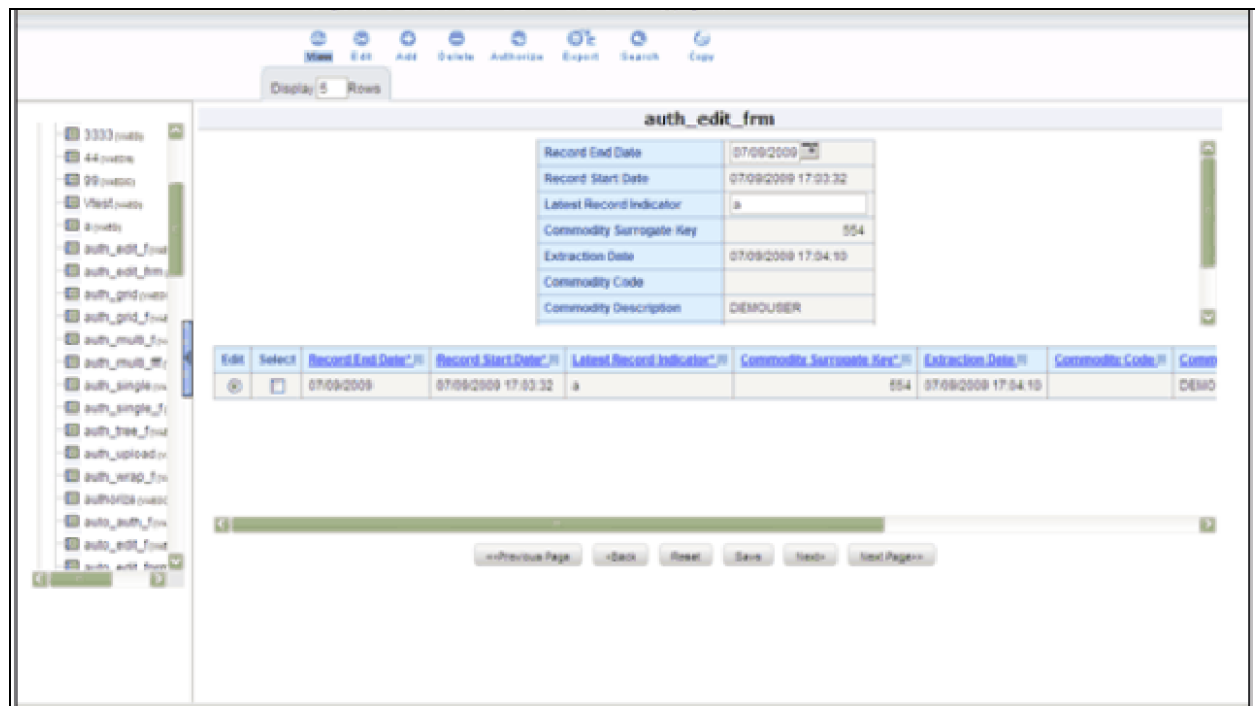 View Edit Add Delete Authorize Export Search Copy
Display 5 Rows
auth_edit_frm
3333
44
99
Vtest
a
auth_edit_f
auth_edit_frm
auth_grid
auth_grid_f
auth_multi_f
auth_multi_fff
auth_single
auth_single_f
auth_tree_f
auth_upload
auth_wrap_f
authorize
auto_auth_f
auto_edit_f
auto_edit_frm
Record End Date 07/09/2009
Record Start Date 07/09/2009 17:03:32
Latest Record Indicator a
Commodity Surrogate Key 554
Extraction Date 07/09/2009 17:04:10
Commodity Code
Commodity Description DEMOUSER
Edit Select Record End Date* Record Start Date* Latest Record Indicator* Commodity Surrogate Key* Extraction Date Commodity Code Comm
07/09/2009 07/09/2009 17:03:32 a 554 07/09/2009 17:04:10 DEMO
<<Previous Page <Back Reset Save Next> Next Page>>